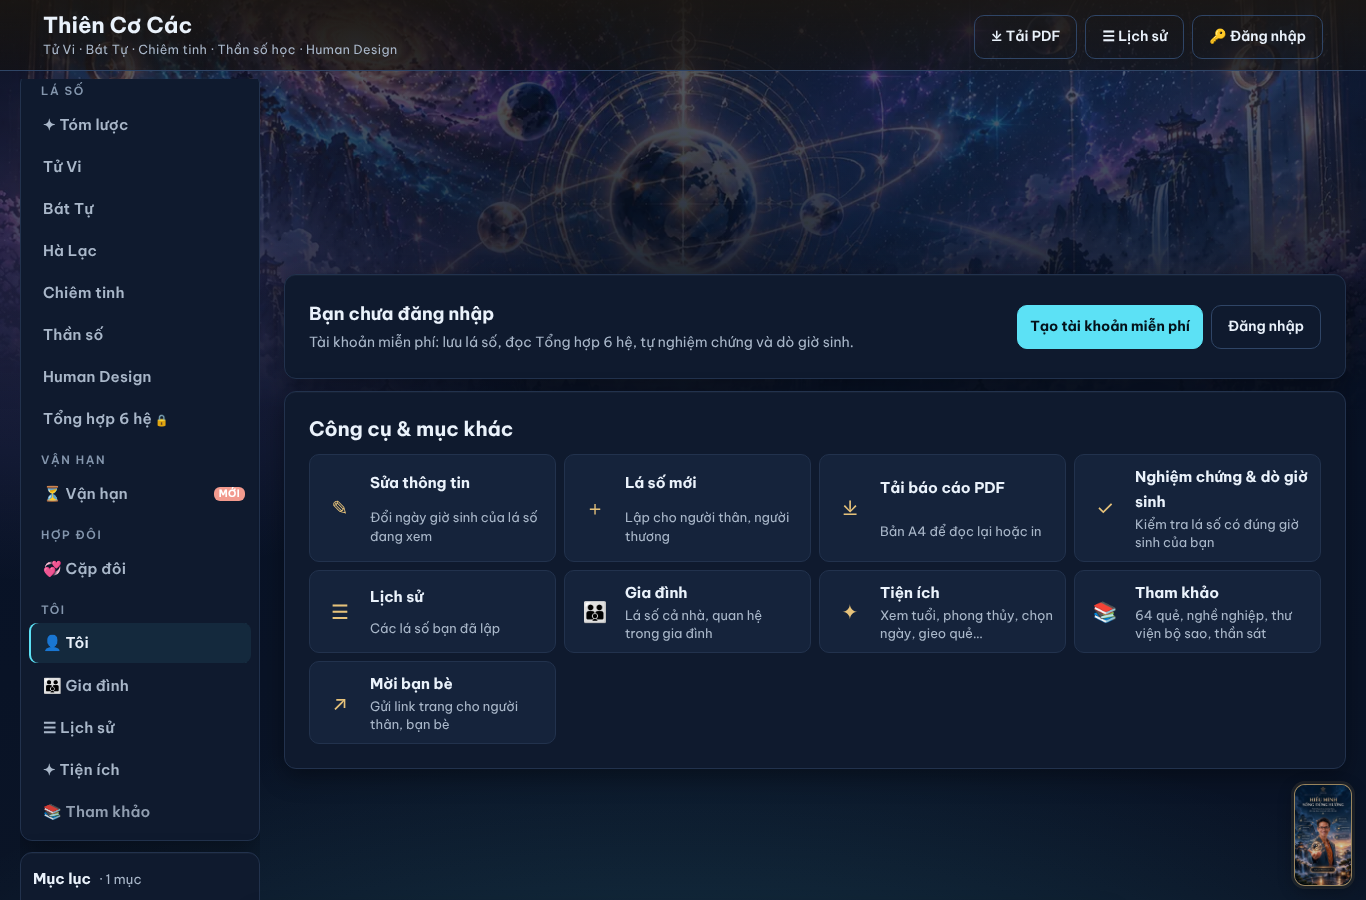 Thiên Cơ Các
Tử Vi · Bát Tự · Chiêm tinh · Thần số học · Human Design
Tải PDF
Lịch sử
Đăng nhập
LÁ SỐ
Tóm lược
Tử Vi
Bát Tự
Hà Lạc
Chiêm tinh
Thần số
Human Design
Tổng hợp 6 hệ
VẬN HẠN
Vận hạn
MỚI
HỢP ĐÔI
Cặp đôi
TÔI
Tôi
Gia đình
Lịch sử
Tiện ích
Tham khảo
Mục lục · 1 mục
Bạn chưa đăng nhập
Tài khoản miễn phí: lưu lá số, đọc Tổng hợp 6 hệ, tự nghiệm chứng và dò giờ sinh.
Tạo tài khoản miễn phí
Đăng nhập
Công cụ & mục khác
Sửa thông tin
Đổi ngày giờ sinh của lá số
đang xem
Lá số mới
Lập cho người thân, người
thương
Tải báo cáo PDF
Bản A4 để đọc lại hoặc in
Nghiệm chứng & dò giờ
sinh
Kiểm tra lá số có đúng giờ
sinh của bạn
Lịch sử
Các lá số bạn đã lập
Gia đình
Lá số cả nhà, quan hệ
trong gia đình
Tiện ích
Xem tuổi, phong thủy, chọn
ngày, gieo quẻ...
Tham khảo
64 quẻ, nghề nghiệp, thư
viện bộ sao, thần sát
Mời bạn bè
Gửi link trang cho người
thân, bạn bè
HIỂU MÌNH